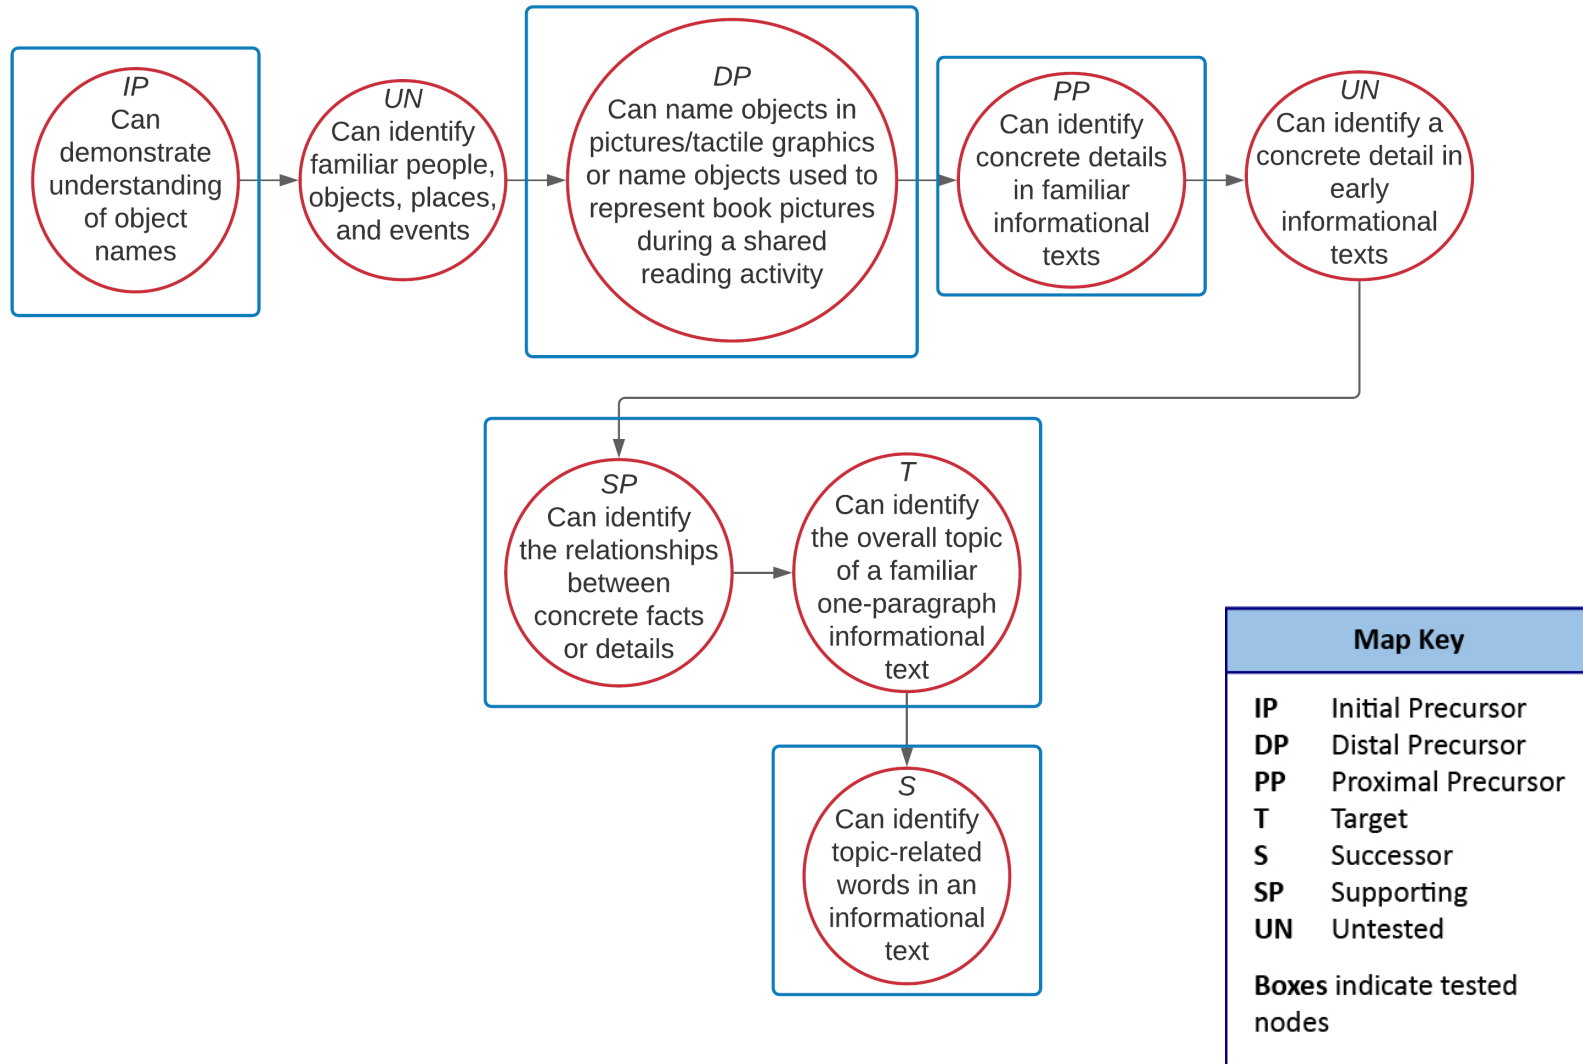 IP
Can
demonstrate
understanding
of object
names
UN
Can identify
familiar people,
objects, places,
and events
DP
Can name objects in
pictures/tactile graphics
or name objects used to
represent book pictures
during a shared
reading activity
PP
Can identify
concrete details
in familiar
informational
texts
UN
Can identify a
concrete detail in
early
informational
texts
SP
Can identify
the relationships
between
concrete facts
or details
T
Can identify
the overall topic
of a familiar
one-paragraph
informational
text
S
Can identify
topic-related
words in an
informational
text
Map Key
IP Initial Precursor
DP Distal Precursor
PP Proximal Precursor
T Target
S Successor
SP Supporting
UN Untested
Boxes indicate tested
nodes